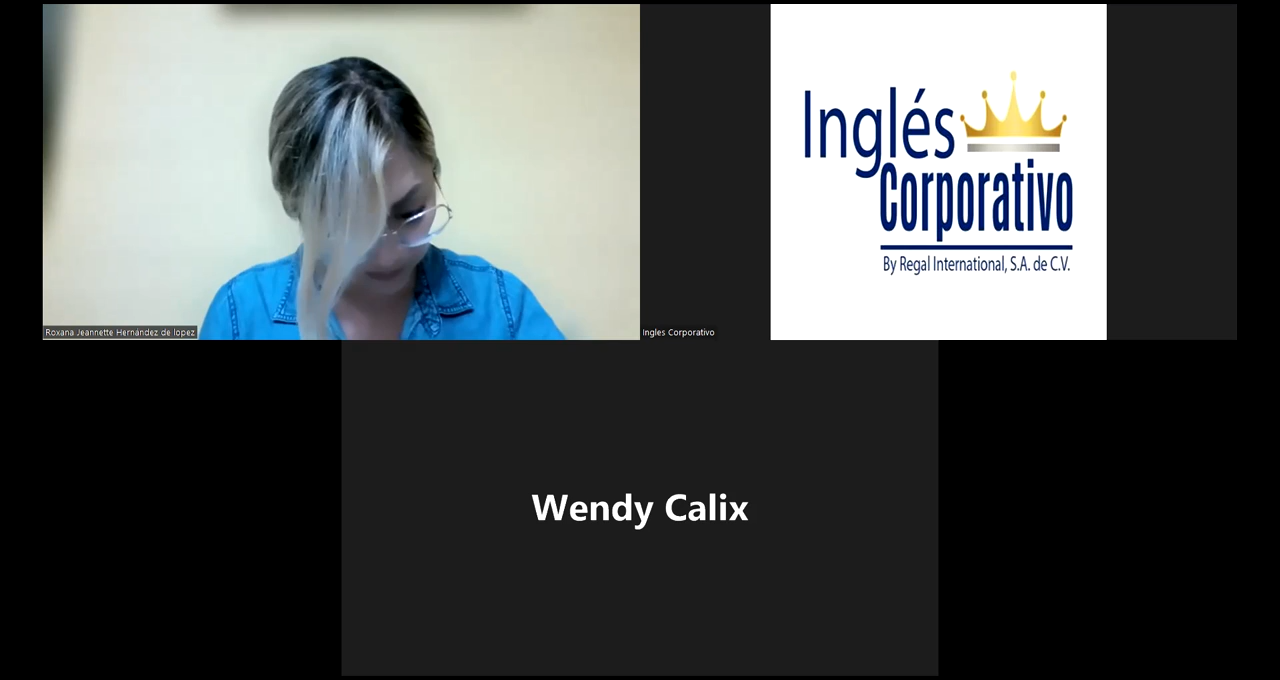 Inglés
Corporativo
By Regal International, S.A. de C.V.
Roxana Jeannette Hernández de lopez
Ingles Corporativo
Wendy Calix